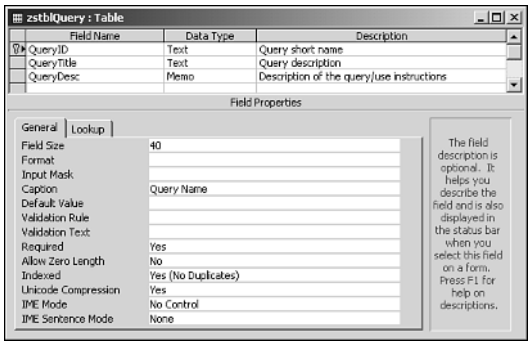 zstblQuery : Table
Field Name Data Type Description
QueryID Text Query short name
QueryTitle Text Query description
QueryDesc Memo Description of the query/use instructions
Field Properties
General Lookup
Field Size 40
Format
Input Mask
Caption Query Name
Default Value
Validation Rule
Validation Text
Required Yes
Allow Zero Length No
Indexed Yes (No Duplicates)
Unicode Compression Yes
IME Mode No Control
IME Sentence Mode None
The field
description is
optional. It
helps you
describe the
field and is also
displayed in
the status bar
when you
select this field
on a form.
Press F1 for
help on
descriptions.